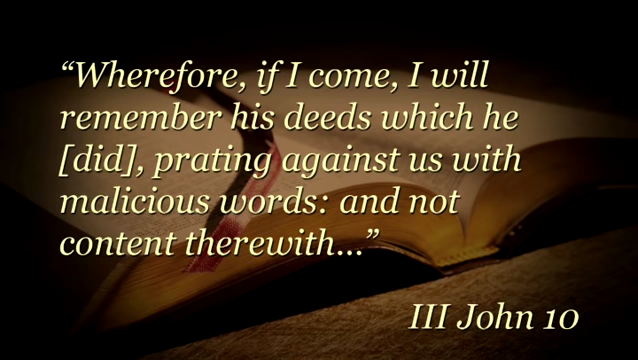 “Wherefore, if I come, I will
remember his deeds which he
[did], prating against us with
malicious words: and not
content therewith...”
III John 10